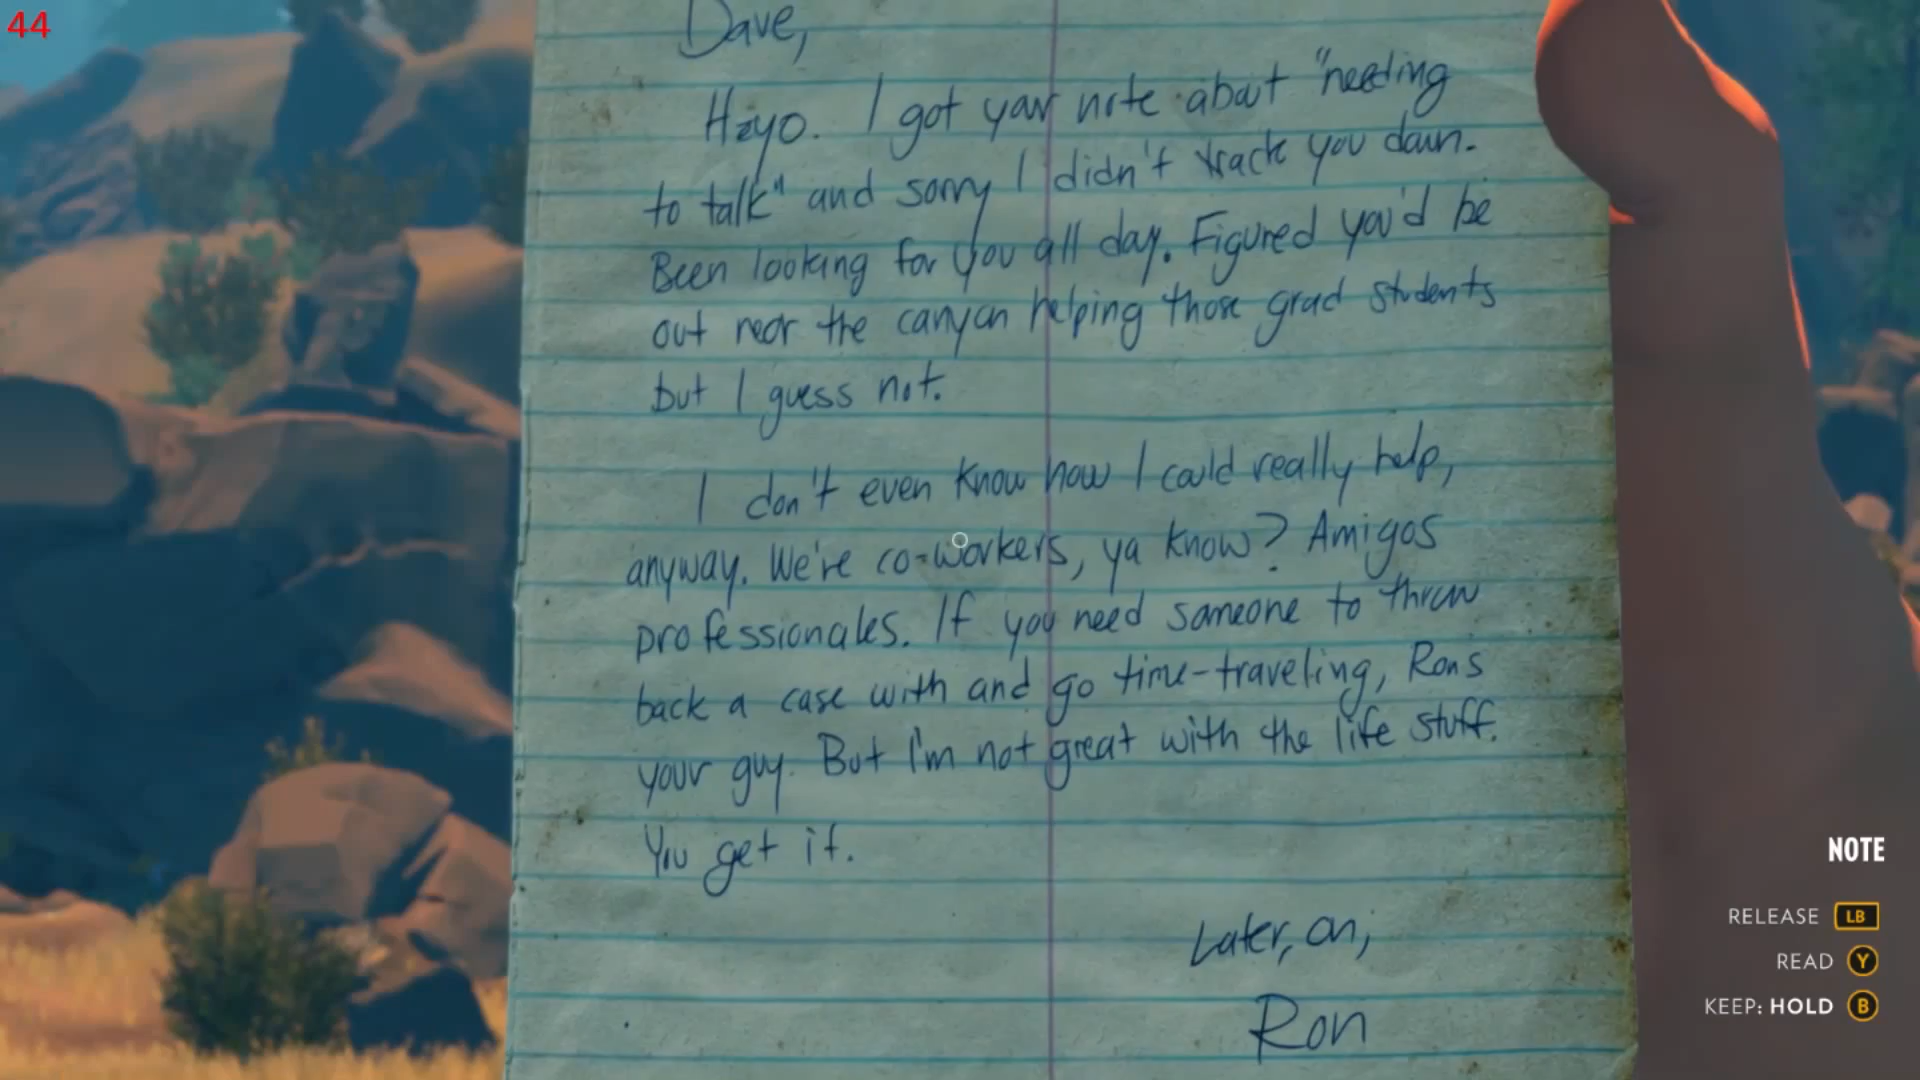 44
Dave,
Heyo. I got your note about "needing
to talk" and sorry I didn't track you down.
Been looking for you all day. Figured you'd be
out near the canyon helping those grad students
but I guess not.
I don't even know how I could really help,
anyway. We're co-workers, ya know? Amigos
professionales. If you need someone to throw
back a case with and go time-traveling, Ron's
your guy. But I'm not great with the life stuff.
You get it.
Later, on,
Ron
NOTE
RELEASE LB
READ Y
KEEP: HOLD B